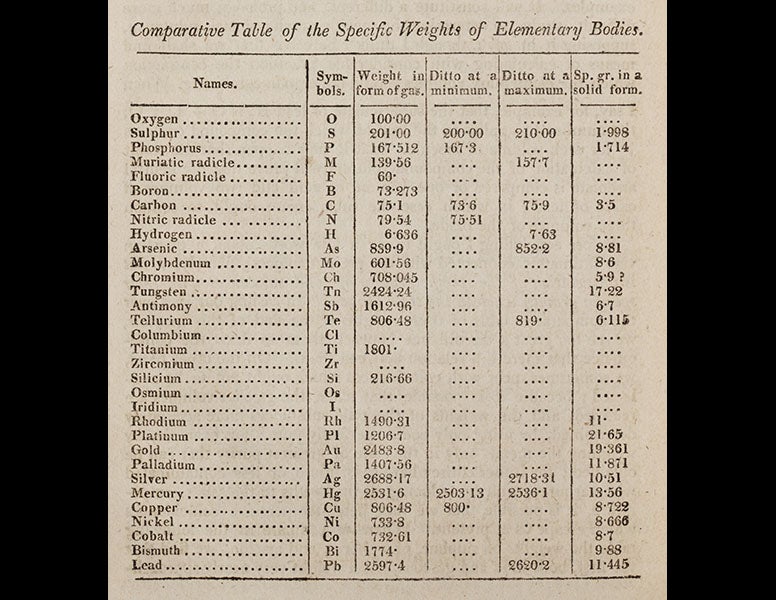 Comparative Table of the Specific Weights of Elementary Bodies.
Names. Sym- bols. Weight in form of gas. Ditto at a minimum. Ditto at a maximum. Sp. gr. in a solid form.
Oxygen ................ O 100·00 .... .... ....
Sulphur ................ S 201·00 200·00 210·00 1·998
Phosphorus ................ P 167·512 167·3 .... 1·714
Muriatic radicle ................ M 139·56 .... 157·7 ....
Fluoric radicle ................ F 60· .... .... ....
Boron ................ B 73·273 .... .... ....
Carbon ................ C 75·1 73·6 75·9 3·5
Nitric radicle ................ N 79·54 75·51 .... ....
Hydrogen ................ H 6·636 .... 7·63 ....
Arsenic ................ As 839·9 .... 852·2 8·81
Molybdenum ................ Mo 601·56 .... .... 8·6
Chromium ................ Ch 708·045 .... .... 5·9 ?
Tungsten ................ Tn 2424·24 .... .... 17·22
Antimony ................ Sb 1612·96 .... .... 6·7
Tellurium ................ Te 806·48 .... 819· 6·115
Columbium ................ Cl .... .... .... ....
Titanium ................ Ti 1801· .... .... ....
Zirconium ................ Zr .... .... .... ....
Silicium ................ Si 216·66 .... .... ....
Osmium ................ Os .... .... .... ....
Iridium ................ I .... .... .... ....
Rhodium ................ Rh 1490·31 .... .... 11·
Platinum ................ Pl 1206·7 .... .... 21·65
Gold ................ Au 2483·8 .... .... 19·361
Palladium ................ Pa 1407·56 .... .... 11·871
Silver ................ Ag 2688·17 .... 2718·31 10·51
Mercury ................ Hg 2531·6 2503 13 2536·1 13·56
Copper ................ Cu 806·48 800· .... 8·722
Nickel ................ Ni 733·8 .... .... 8·666
Cobalt ................ Co 732·61 .... .... 8·7
Bismuth ................ Bi 1774· .... .... 9·88
Lead ................ Pb 2597·4 .... 2620·2 11·445